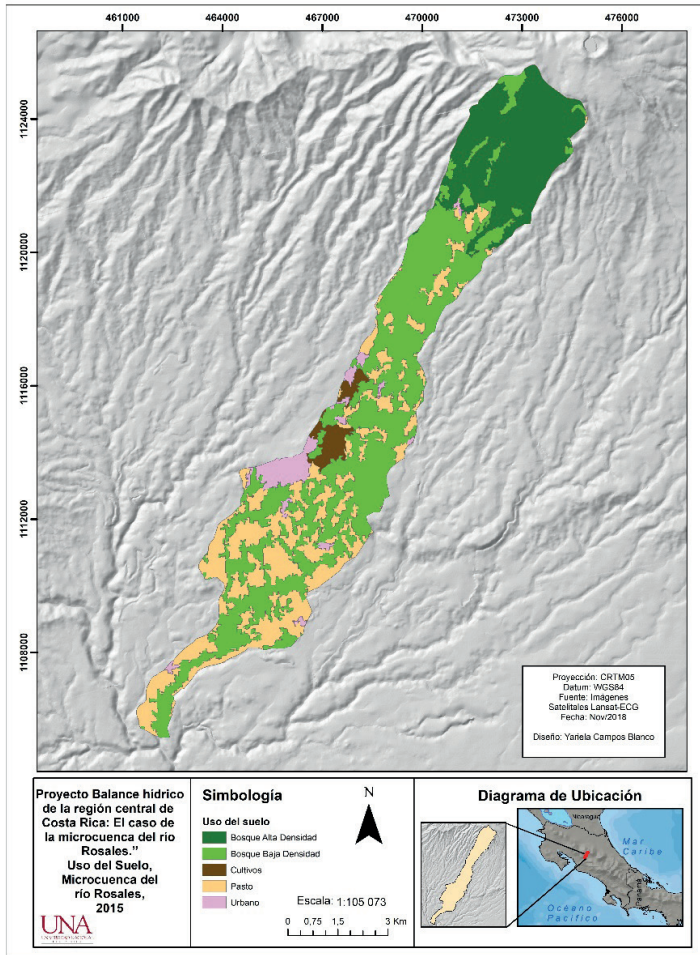 461000 464000 467000 470000 473000 476000
1124000
1120000
1116000
1112000
1108000
Proyección: CRTM05
Datum: WGS84
Fuente: Imágenes
Satelitales Lansat-ECG
Fecha: Nov/2018
Diseño: Yariela Campos Blanco
Proyecto Balance hídrico
de la región central de
Costa Rica: El caso de
la microcuenca del río
Rosales."
Uso del Suelo,
Microcuenca del
río Rosales,
2015
UNA
Simbología
Uso del suelo
Bosque Alta Densidad
Bosque Baja Densidad
Cultivos
Pasto
Urbano
N
Escala: 1:105 073
0 0,75 1,5 3 Km
Diagrama de Ubicación
Nicaragua
Mar
Caribe
Panamá
Océano
Pacífico